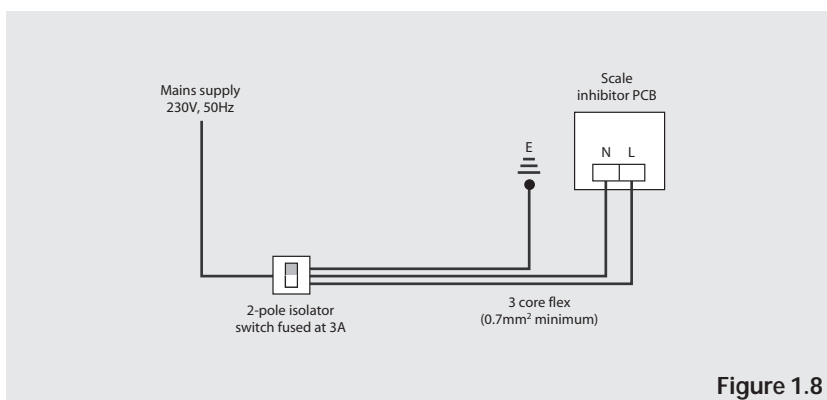 Mains supply
230V, 50Hz
Scale
inhibitor PCB
E
N L
2-pole isolator
switch fused at 3A
3 core flex
(0.7mm² minimum)
Figure 1.8